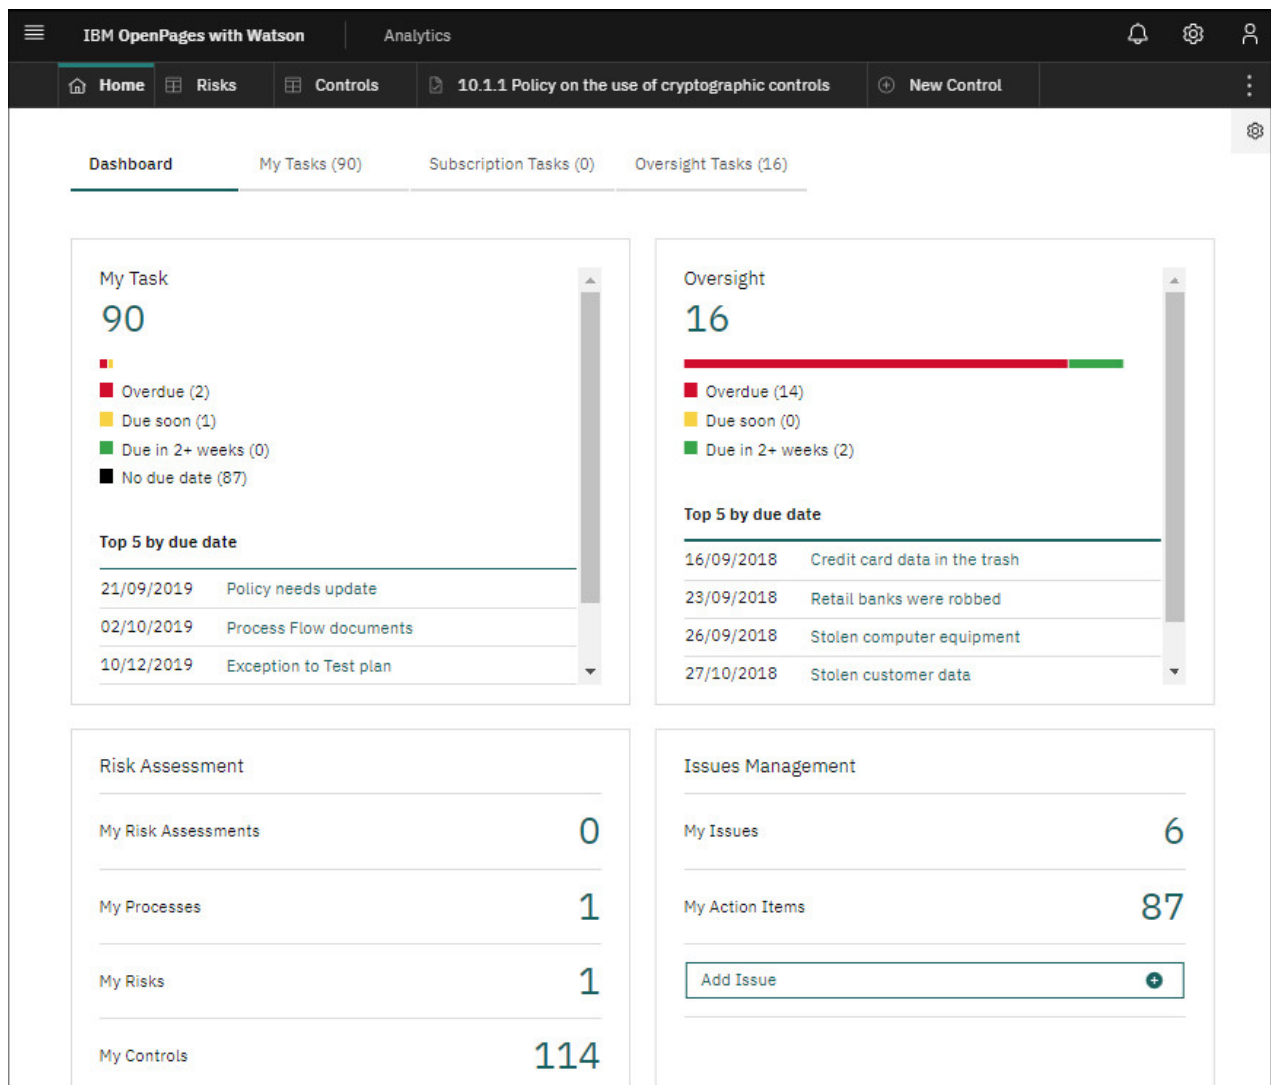 IBM OpenPages with Watson
Analytics
Home
Risks
Controls
10.1.1 Policy on the use of cryptographic controls
New Control
Dashboard
My Tasks (90)
Subscription Tasks (0)
Oversight Tasks (16)
My Task
90
Overdue (2)
Due soon (1)
Due in 2+ weeks (0)
No due date (87)
Top 5 by due date
21/09/2019 Policy needs update
02/10/2019 Process Flow documents
10/12/2019 Exception to Test plan
Oversight
16
Overdue (14)
Due soon (0)
Due in 2+ weeks (2)
Top 5 by due date
16/09/2018 Credit card data in the trash
23/09/2018 Retail banks were robbed
26/09/2018 Stolen computer equipment
27/10/2018 Stolen customer data
Risk Assessment
My Risk Assessments 0
My Processes 1
My Risks 1
My Controls 114
Issues Management
My Issues 6
My Action Items 87
Add Issue